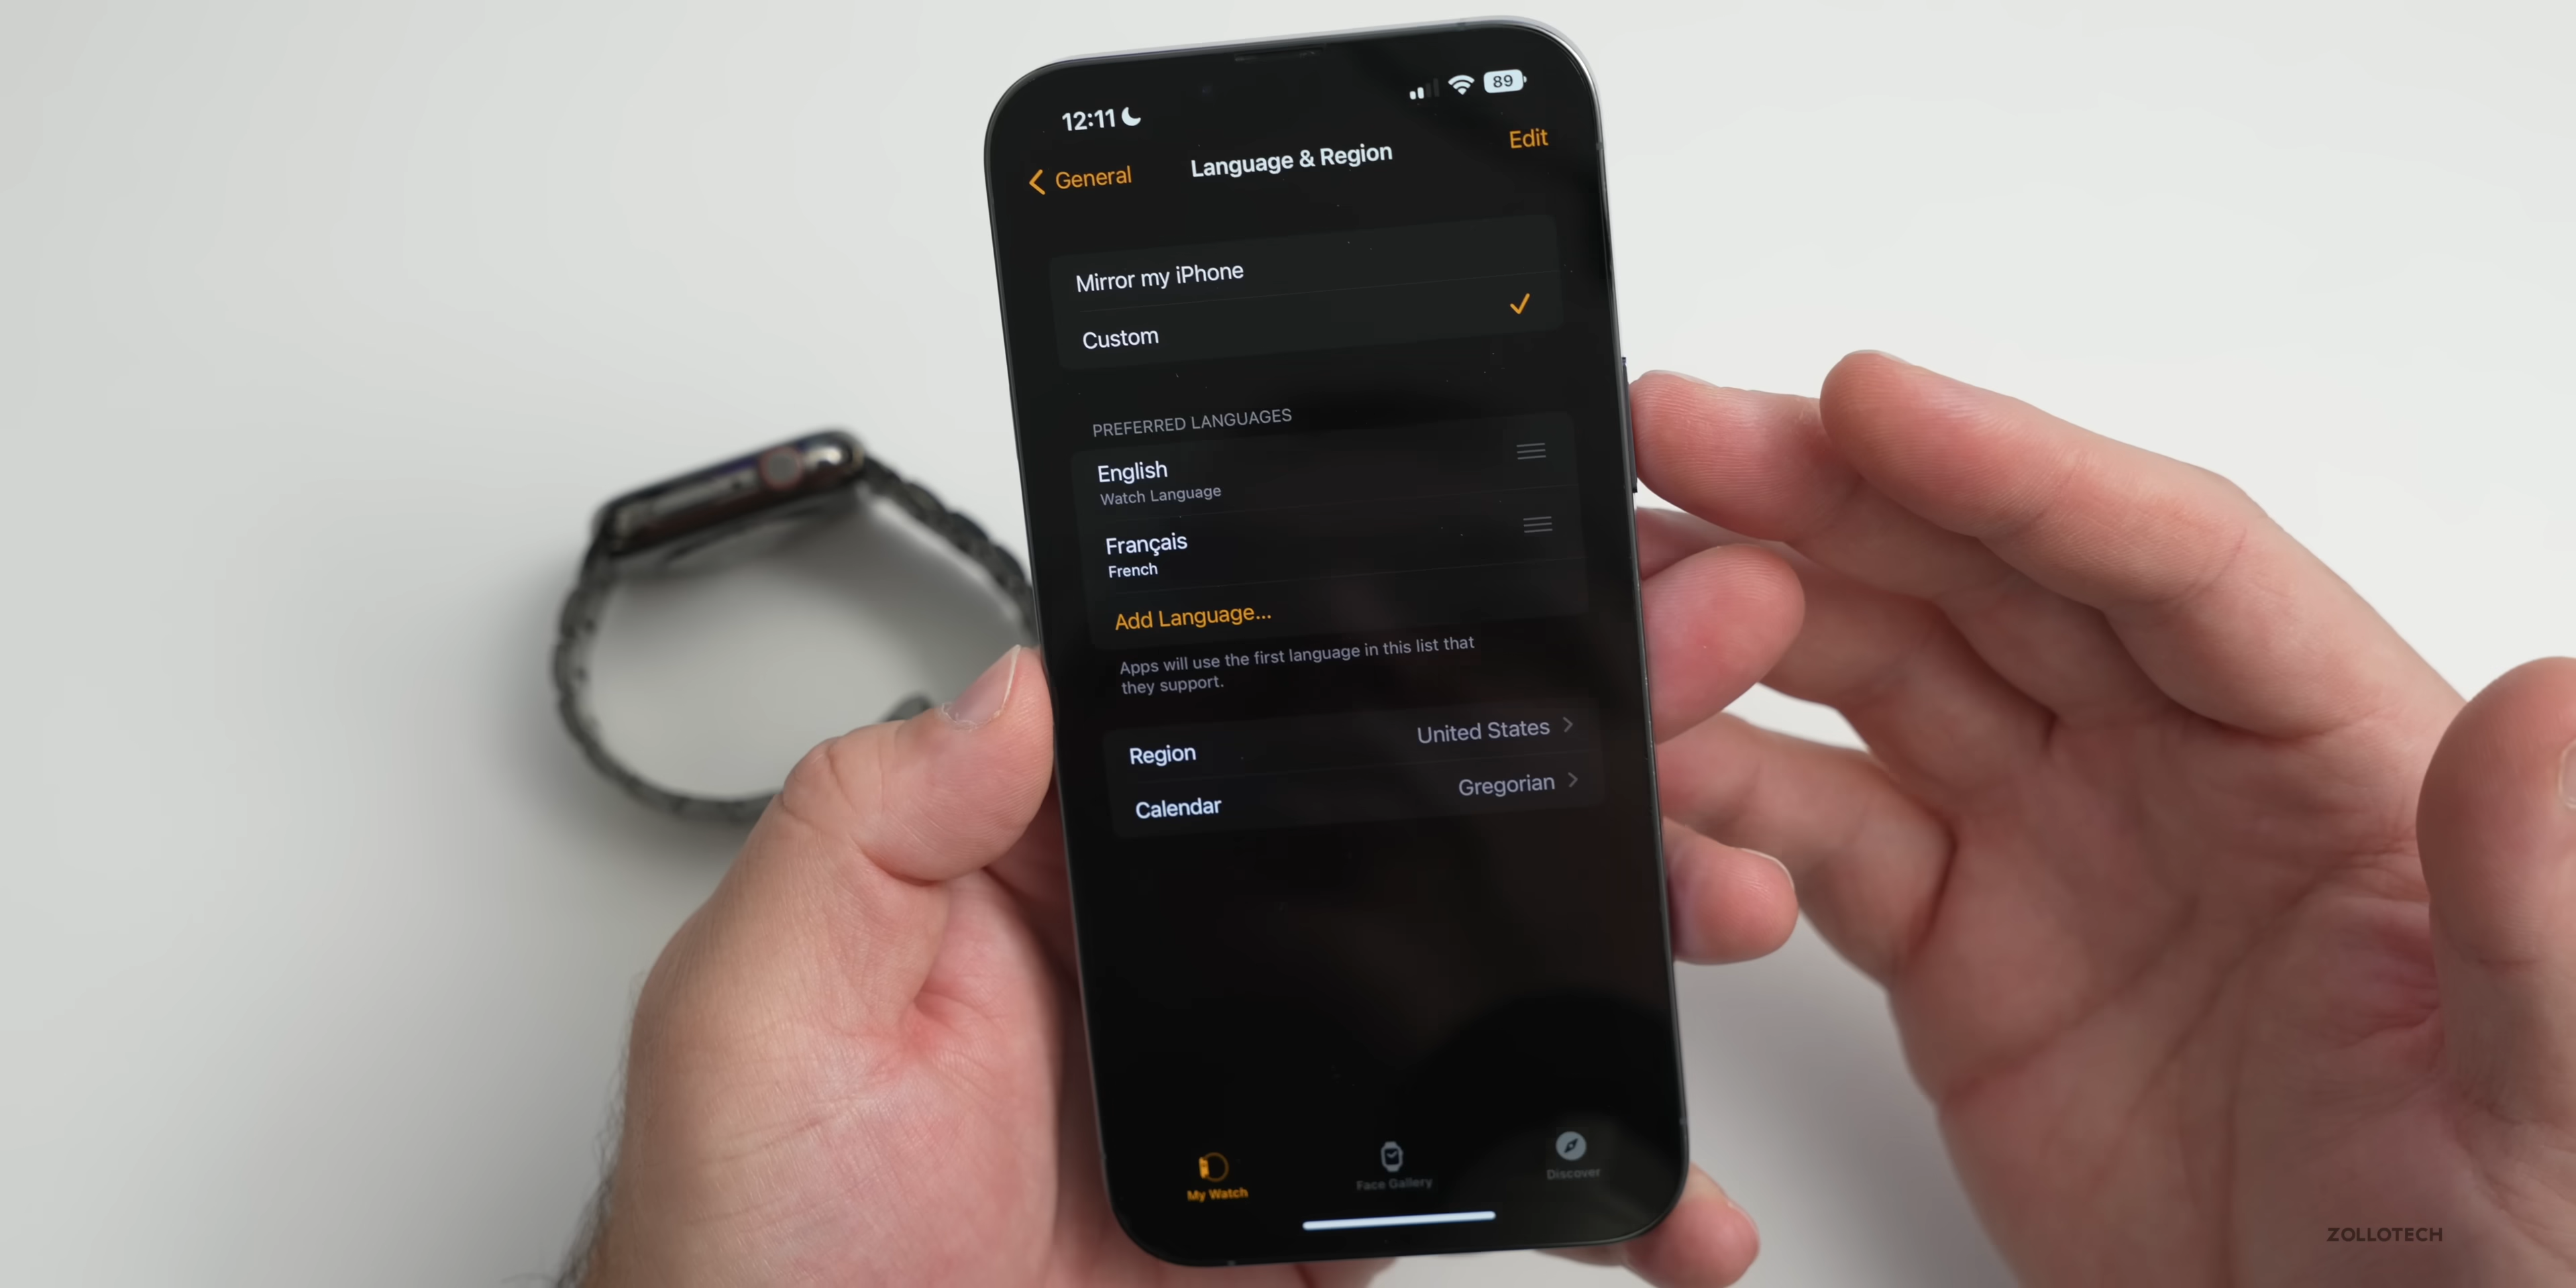 12:11
89
General
Language & Region
Edit
Mirror my iPhone
Custom
PREFERRED LANGUAGES
English
Watch Language
Français
French
Add Language...
Apps will use the first language in this list that
they support.
Region
United States
Calendar
Gregorian
My Watch
Face Gallery
Discover
ZOLLOTECH